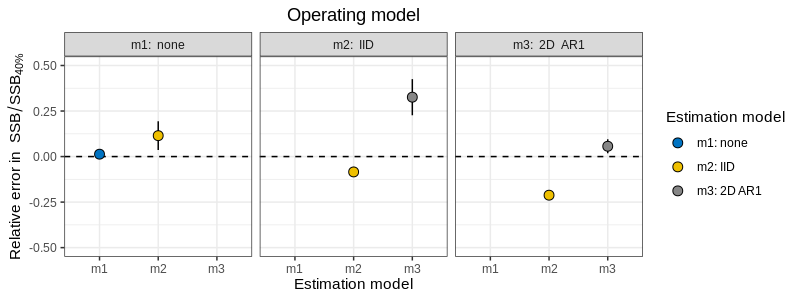 Operating model
m1: none
m2: IID
m3: 2D AR1
Relative error in SSB/SSB40%
0.50
0.25
0.00
-0.25
-0.50
m1 m2 m3
m1 m2 m3
m1 m2 m3
Estimation model
Estimation model
m1: none
m2: IID
m3: 2D AR1